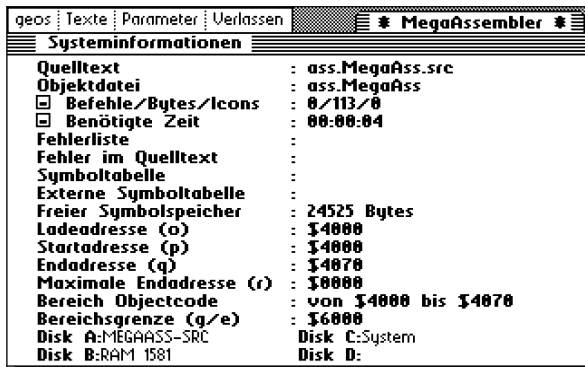 geos Texte Parameter Verlassen * MegaAssembler *
Systeminformationen
Quelltext : ass.MegaAss.src
Objektdatei : ass.MegaAss
Befehle/Bytes/Icons : 0/113/0
Benötigte Zeit : 00:00:04
Fehlerliste :
Fehler im Quelltext :
Symboltabelle :
Externe Symboltabelle :
Freier Symbolspeicher : 24525 Bytes
Ladeadresse (o) : $4000
Startadresse (p) : $4000
Endadresse (q) : $4070
Maximale Endadresse (r) : $0000
Bereich Objectcode : von $4000 bis $4070
Bereichsgrenze (g/e) : $6000
Disk A:MEGAASS-SRC Disk C:System
Disk B:RAM 1581 Disk D: